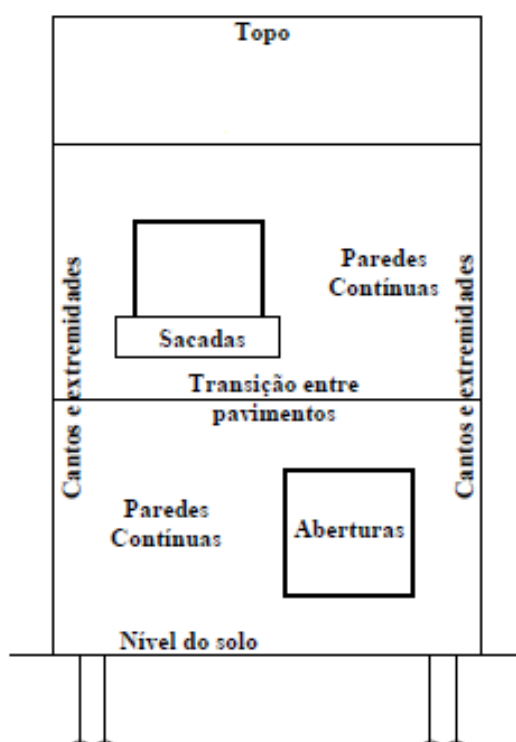 Topo
Cantos e extremidades
Paredes
Contínuas
Cantos e extremidades
Sacadas
Transição entre
pavimentos
Paredes
Contínuas
Aberturas
Nível do solo